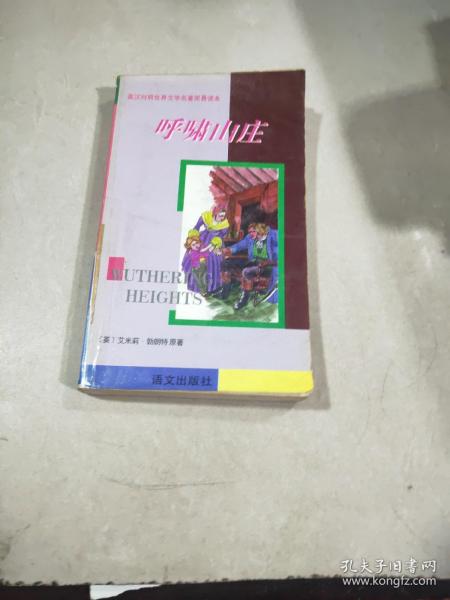 英汉对照世界文学名著简易读本
呼啸山庄
WUTHERING
HEIGHTS
〔英〕艾米莉·勃朗特 原著
语文出版社
孔夫子旧书网
www.kongfz.com